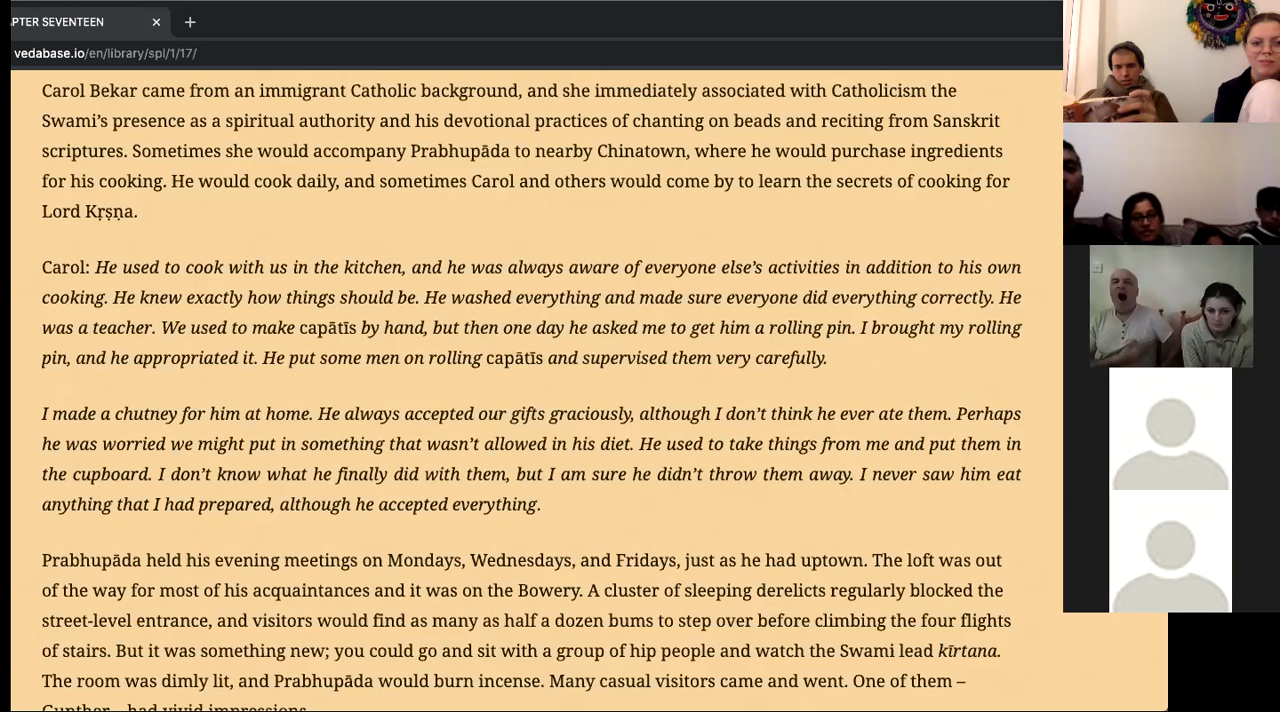 PTER SEVENTEEN
vedabase.io/en/library/spl/1/17/
Carol Bekar came from an immigrant Catholic background, and she immediately associated with Catholicism the
Swami’s presence as a spiritual authority and his devotional practices of chanting on beads and reciting from Sanskrit
scriptures. Sometimes she would accompany Prabhupāda to nearby Chinatown, where he would purchase ingredients
for his cooking. He would cook daily, and sometimes Carol and others would come by to learn the secrets of cooking for
Lord Kṛṣṇa.
Carol: He used to cook with us in the kitchen, and he was always aware of everyone else’s activities in addition to his own
cooking. He knew exactly how things should be. He washed everything and made sure everyone did everything correctly. He
was a teacher. We used to make capātīs by hand, but then one day he asked me to get him a rolling pin. I brought my rolling
pin, and he appropriated it. He put some men on rolling capātīs and supervised them very carefully.
I made a chutney for him at home. He always accepted our gifts graciously, although I don’t think he ever ate them. Perhaps
he was worried we might put in something that wasn’t allowed in his diet. He used to take things from me and put them in
the cupboard. I don’t know what he finally did with them, but I am sure he didn’t throw them away. I never saw him eat
anything that I had prepared, although he accepted everything.
Prabhupāda held his evening meetings on Mondays, Wednesdays, and Fridays, just as he had uptown. The loft was out
of the way for most of his acquaintances and it was on the Bowery. A cluster of sleeping derelicts regularly blocked the
street-level entrance, and visitors would find as many as half a dozen bums to step over before climbing the four flights
of stairs. But it was something new; you could go and sit with a group of hip people and watch the Swami lead kīrtana.
The room was dimly lit, and Prabhupāda would burn incense. Many casual visitors came and went. One of them –
Gunther – had vivid impressions.